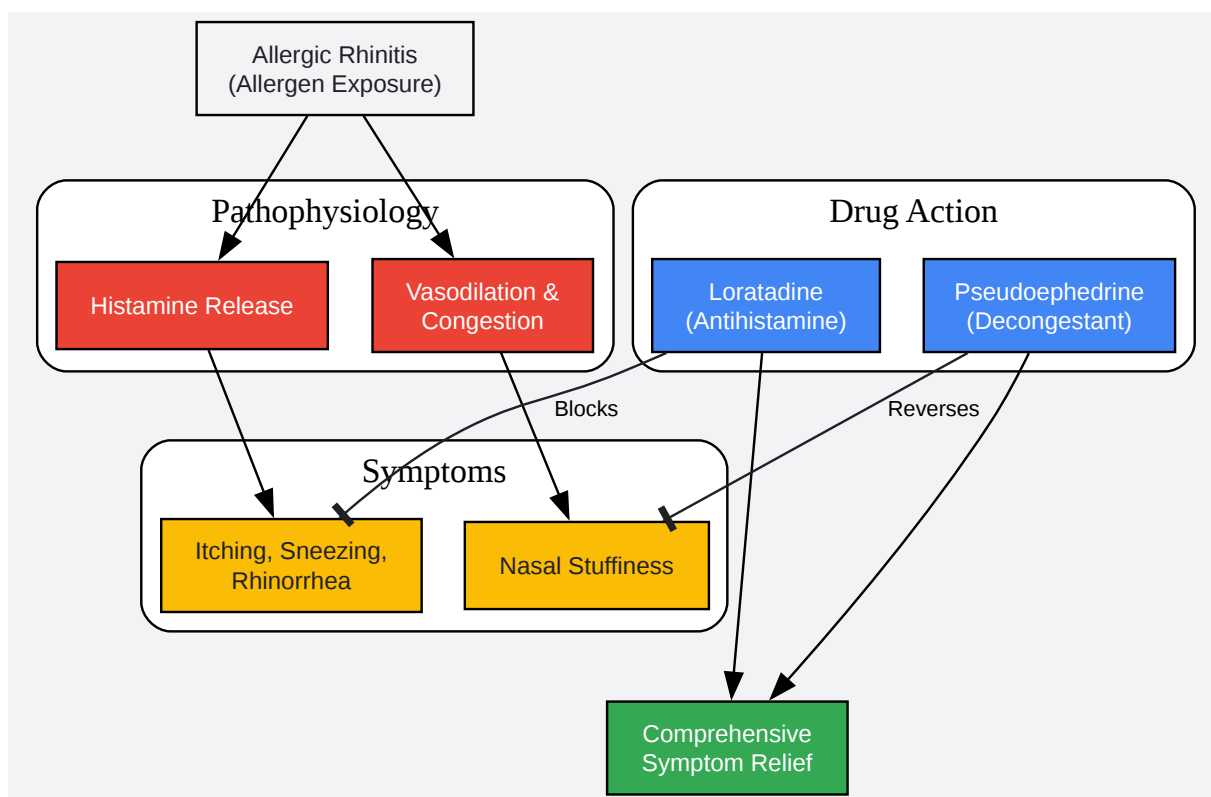 Allergic Rhinitis
(Allergen Exposure)
Pathophysiology
Drug Action
Histamine Release
Vasodilation &
Congestion
Loratadine
(Antihistamine)
Pseudoephedrine
(Decongestant)
Blocks
Reverses
Symptoms
Itching, Sneezing,
Rhinorrhea
Nasal Stuffiness
Comprehensive
Symptom Relief